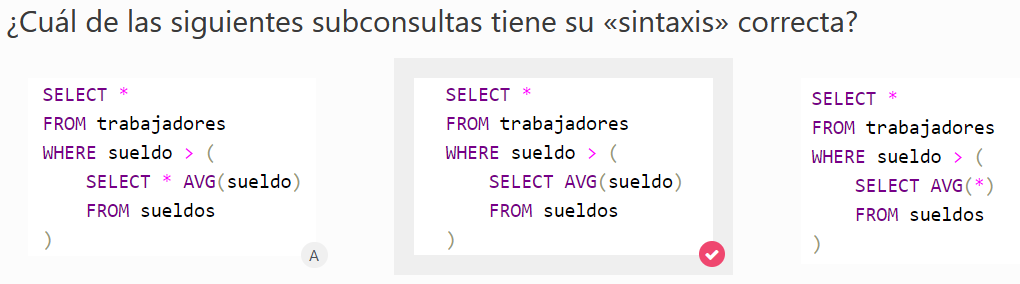 ¿Cuál de las siguientes subconsultas tiene su «sintaxis» correcta?
SELECT *
FROM trabajadores
WHERE sueldo > (
SELECT * AVG(sueldo)
FROM sueldos
)
A
SELECT *
FROM trabajadores
WHERE sueldo > (
SELECT AVG(sueldo)
FROM sueldos
)
SELECT *
FROM trabajadores
WHERE sueldo > (
SELECT AVG(*)
FROM sueldos
)